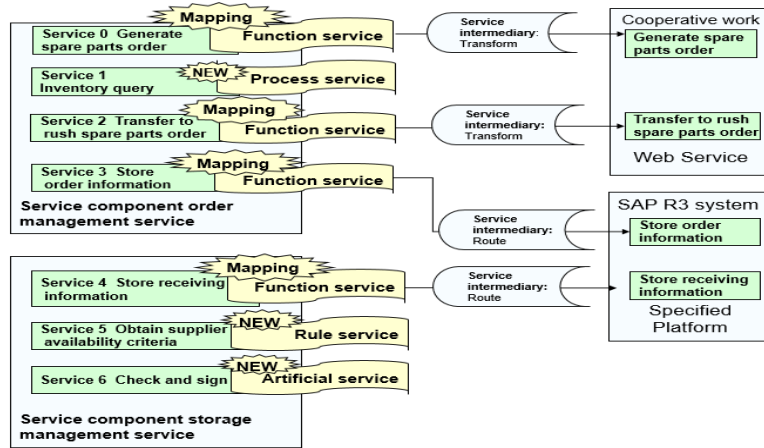 Mapping
Service 0 Generate
spare parts order
Function service
Service
intermediary:
Transform
Cooperative work
Generate spare
parts order
NEW
Service 1
Inventory query
Process service
Mapping
Service 2 Transfer to
rush spare parts order
Function service
Service
intermediary:
Transform
Transfer to rush
spare parts order
Web Service
Mapping
Service 3 Store
order information
Function service
Service component order
management service
Service
intermediary:
Route
SAP R3 system
Store order
information
Mapping
Service 4 Store receiving
information
Function service
Service
intermediary:
Route
Store receiving
information
Specified
Platform
NEW
Service 5 Obtain supplier
availability criteria
Rule service
NEW
Service 6 Check and sign
Artificial service
Service component storage
management service